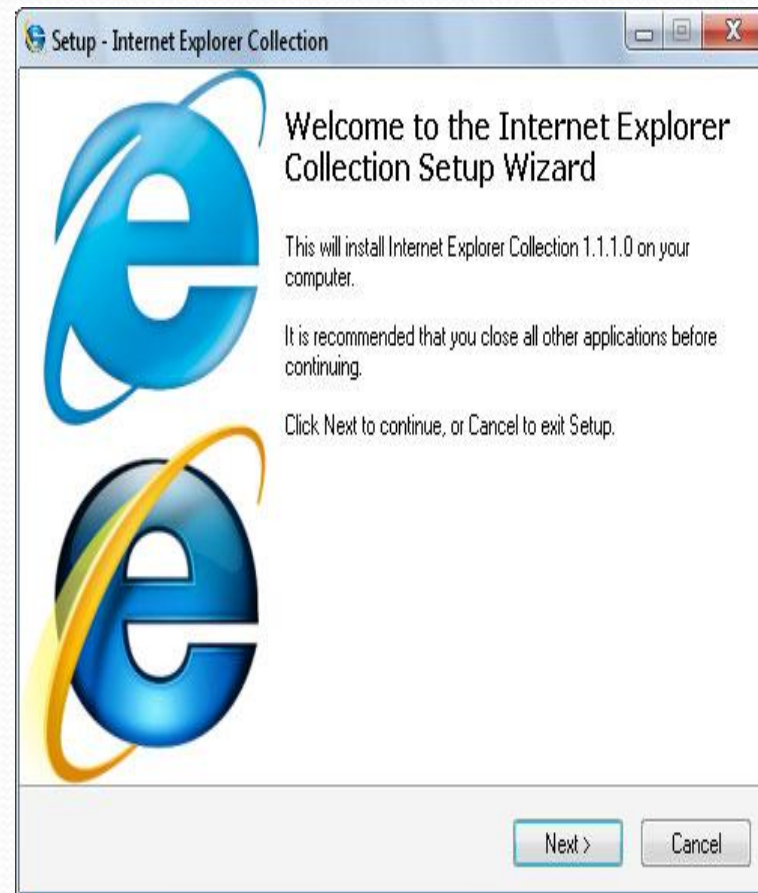 Setup - Internet Explorer Collection
Welcome to the Internet Explorer
Collection Setup Wizard
This will install Internet Explorer Collection 1.1.1.0 on your
computer.
It is recommended that you close all other applications before
continuing.
Click Next to continue, or Cancel to exit Setup.
Next >
Cancel